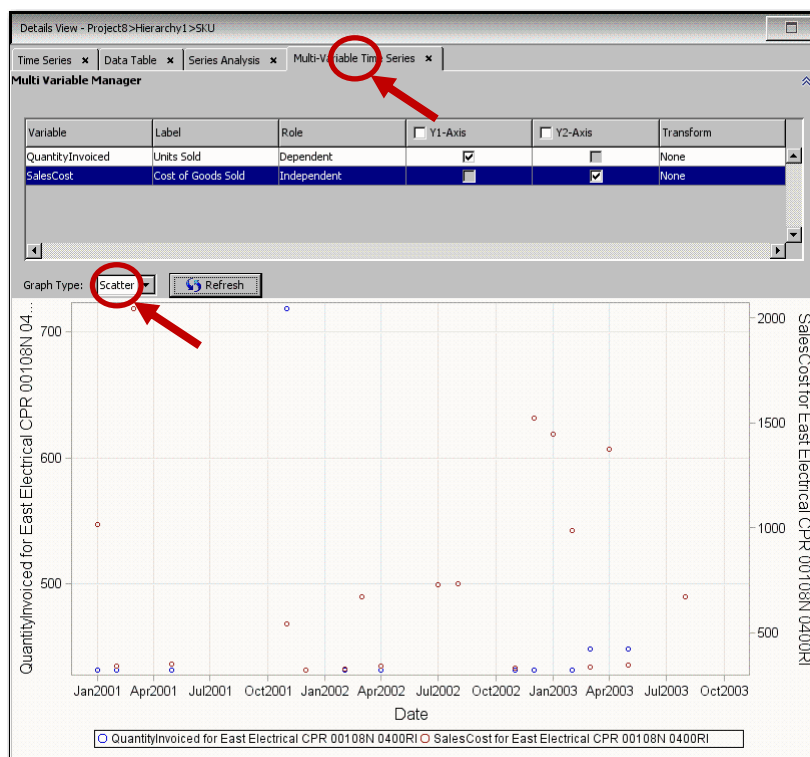 Details View - Project8>Hierarchy1>SKU
Time Series × Data Table × Series Analysis × Multi-Variable Time Series ×
Multi Variable Manager
Variable Label Role Y1-Axis Y2-Axis Transform
QuantityInvoiced Units Sold Dependent None
SalesCost Cost of Goods Sold Independent None
Graph Type: Scatter Refresh
QuantityInvoiced for East Electrical CPR 00108N 04...
700
600
500
2000
1500
1000
500
SalesCost for East Electrical CPR 00108N 0400RI
Jan2001 Apr2001 Jul2001 Oct2001 Jan2002 Apr2002 Jul2002 Oct2002 Jan2003 Apr2003 Jul2003 Oct2003
Date
QuantityInvoiced for East Electrical CPR 00108N 0400RI SalesCost for East Electrical CPR 00108N 0400RI